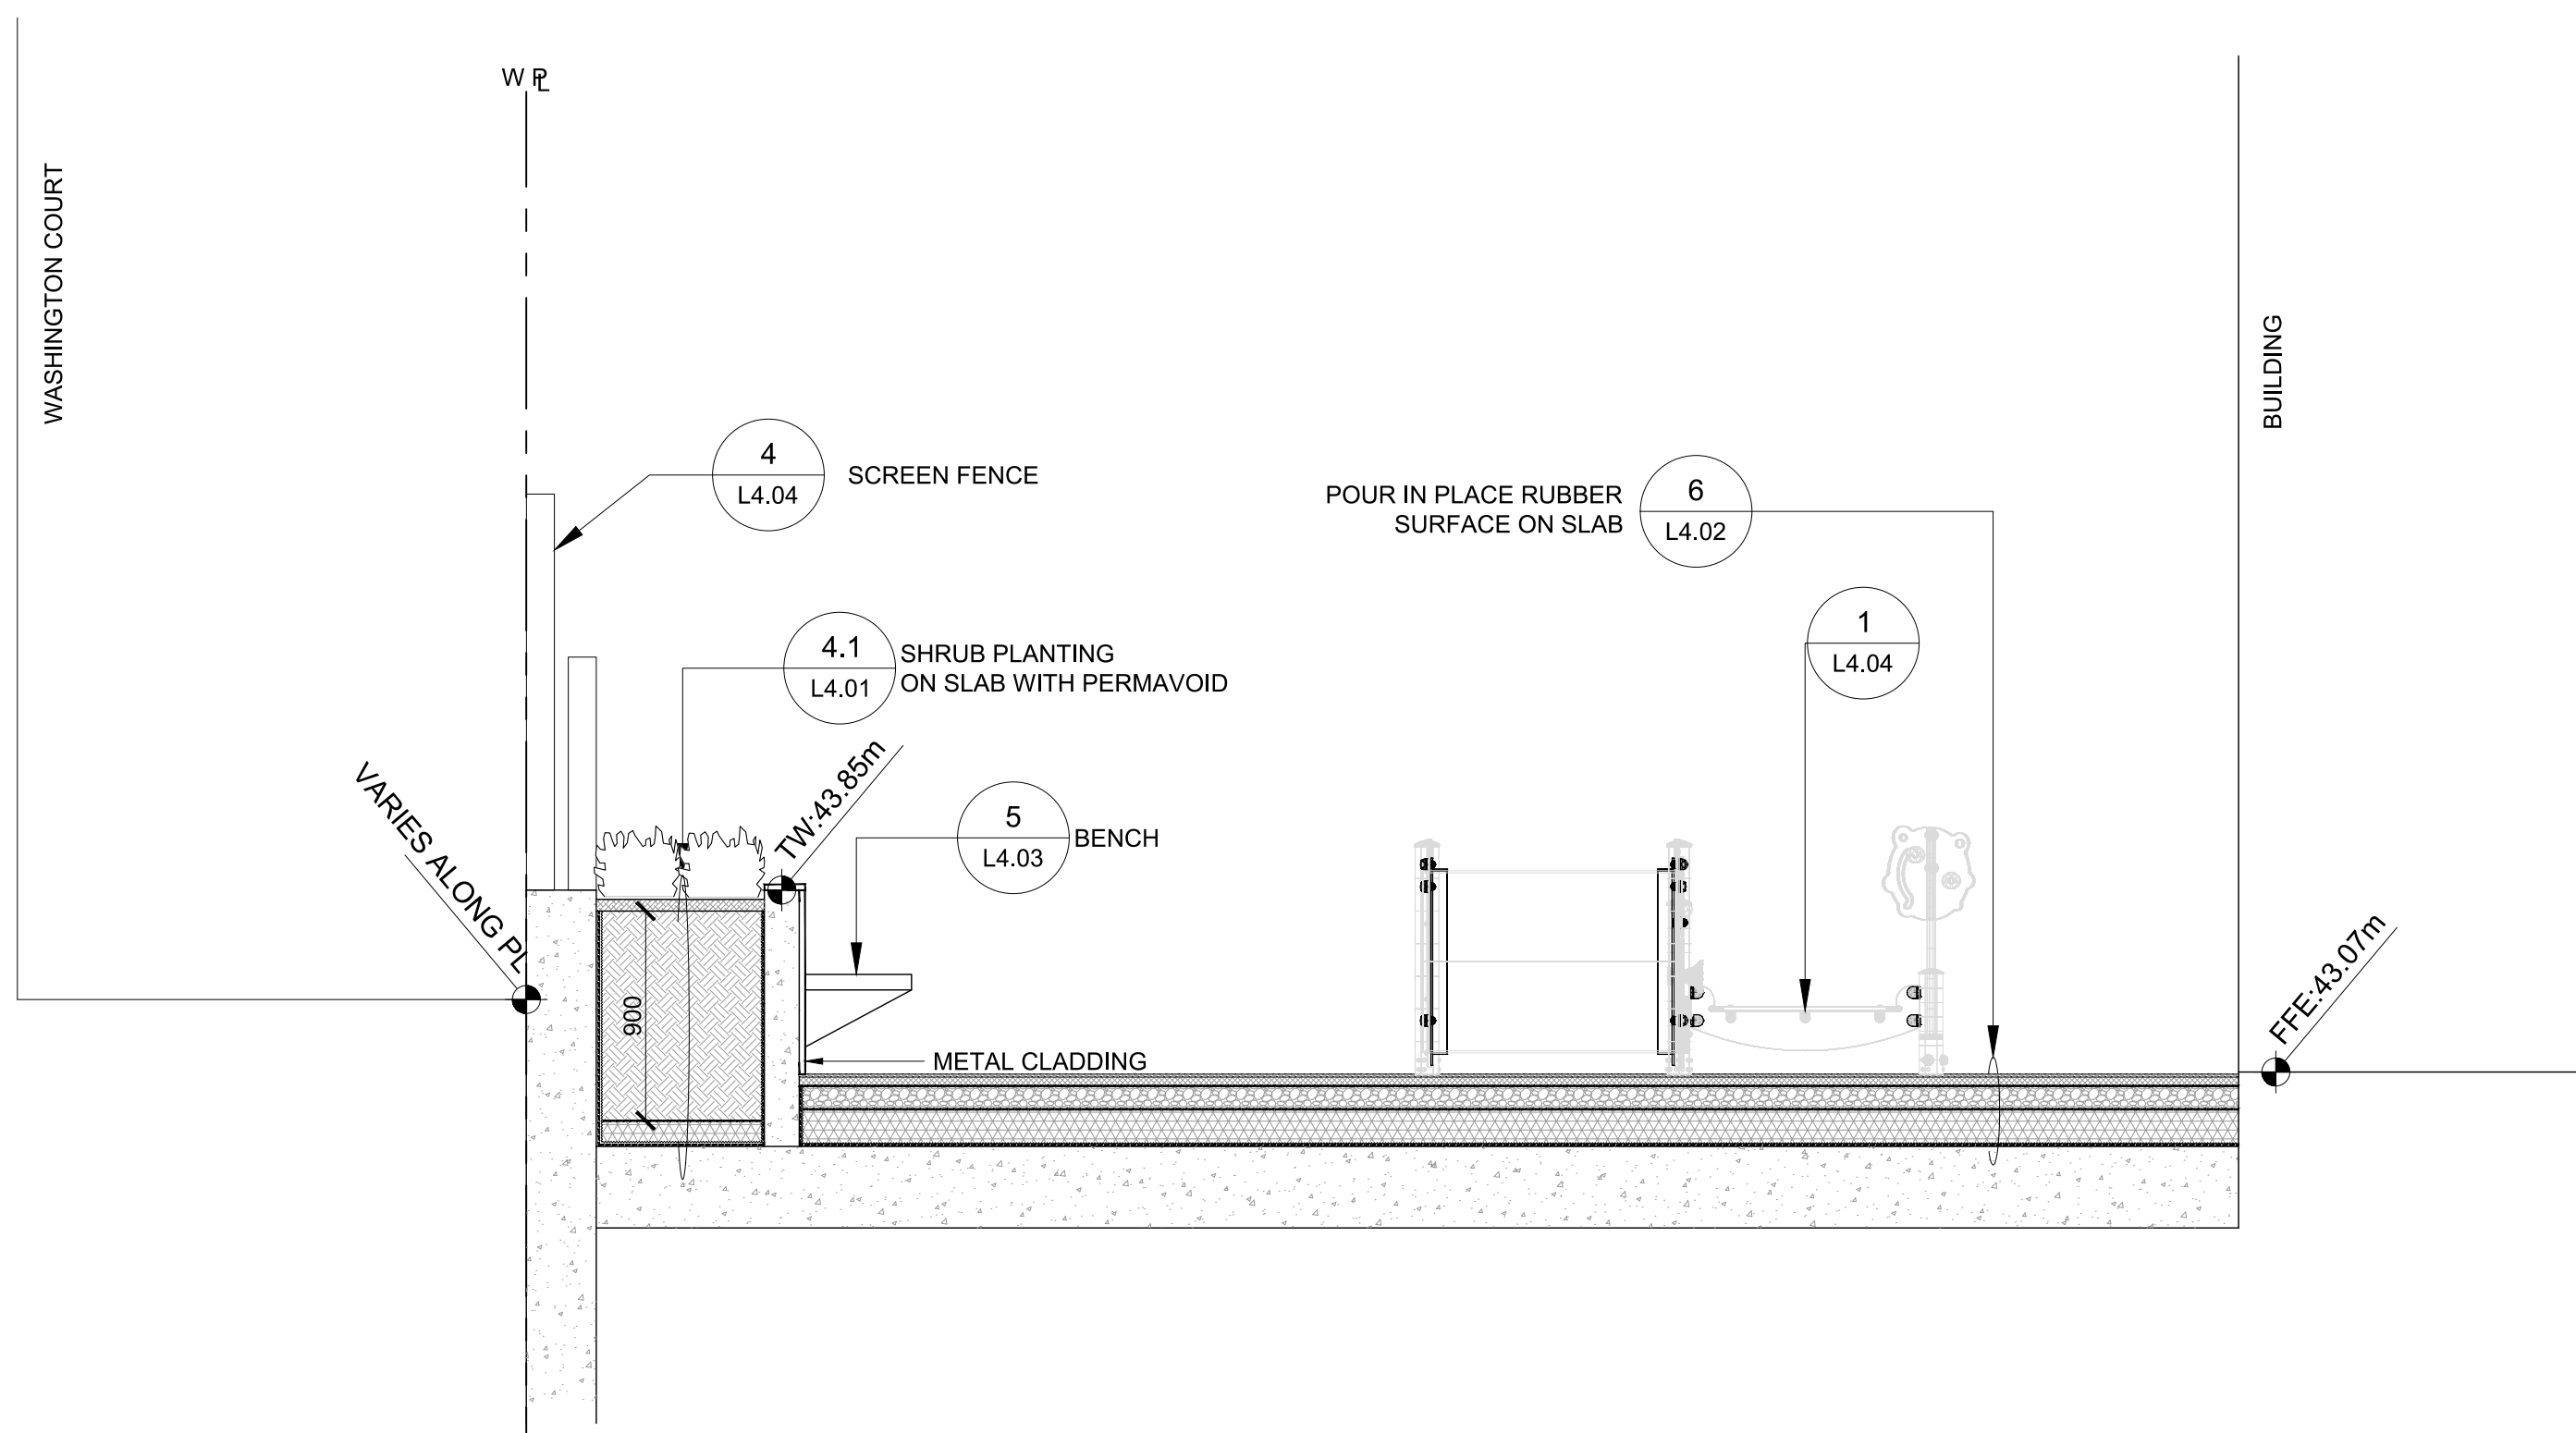 W PL
WASHINGTON COURT
BUILDING
4
L4.04
SCREEN FENCE
POUR IN PLACE RUBBER
SURFACE ON SLAB
6
L4.02
1
L4.04
4.1
L4.01
SHRUB PLANTING
ON SLAB WITH PERMAVOID
VARIES ALONG PL
TW:43.85m
5
L4.03
BENCH
900
METAL CLADDING
FFE:43.07m